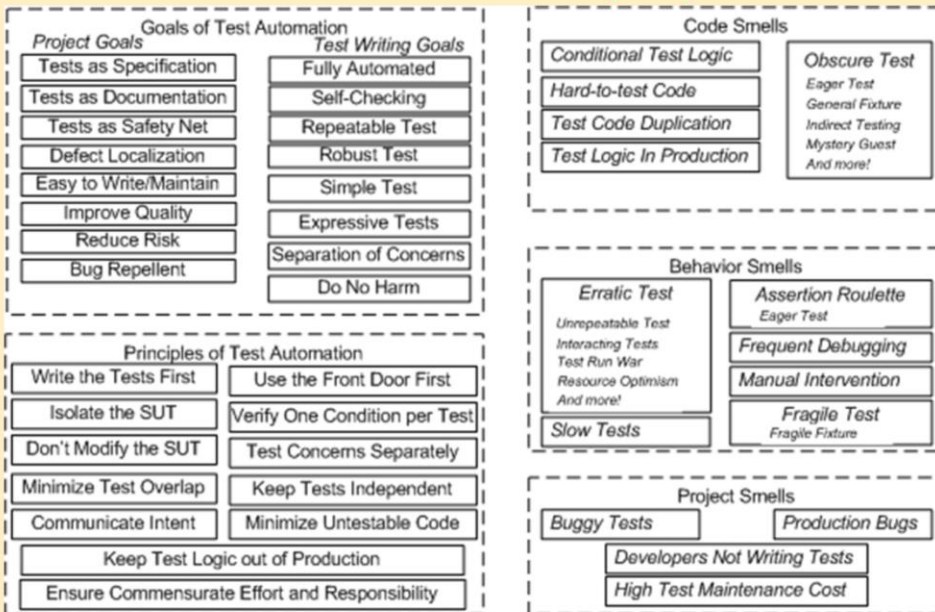 Goals of Test Automation
Project Goals
Tests as Specification
Tests as Documentation
Tests as Safety Net
Defect Localization
Easy to Write/Maintain
Improve Quality
Reduce Risk
Bug Repellent
Test Writing Goals
Fully Automated
Self-Checking
Repeatable Test
Robust Test
Simple Test
Expressive Tests
Separation of Concerns
Do No Harm
Principles of Test Automation
Write the Tests First
Use the Front Door First
Isolate the SUT
Verify One Condition per Test
Don't Modify the SUT
Test Concerns Separately
Minimize Test Overlap
Keep Tests Independent
Communicate Intent
Minimize Untestable Code
Keep Test Logic out of Production
Ensure Commensurate Effort and Responsibility
Code Smells
Conditional Test Logic
Hard-to-test Code
Test Code Duplication
Test Logic In Production
Obscure Test
Eager Test
General Fixture
Indirect Testing
Mystery Guest
And more!
Behavior Smells
Erratic Test
Unrepeatable Test
Interacting Tests
Test Run War
Resource Optimism
And more!
Slow Tests
Assertion Roulette
Eager Test
Frequent Debugging
Manual Intervention
Fragile Test
Fragile Fixture
Project Smells
Buggy Tests
Production Bugs
Developers Not Writing Tests
High Test Maintenance Cost